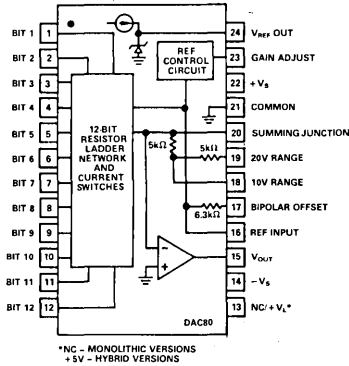 BIT 1 1
BIT 2 2
BIT 3 3
BIT 4 4
BIT 5 5
BIT 6 6
BIT 7 7
BIT 8 8
BIT 9 9
BIT 10 10
BIT 11 11
BIT 12 12
12-BIT
RESISTOR
LADDER
NETWORK
AND
CURRENT
SWITCHES
REF
CONTROL
CIRCUIT
5kΩ
5kΩ
6.3kΩ
−
+
DAC80
24 VREF OUT
23 GAIN ADJUST
22 +VS
21 COMMON
20 SUMMING JUNCTION
19 20V RANGE
18 10V RANGE
17 BIPOLAR OFFSET
16 REF INPUT
15 VOUT
14 −VS
13 NC/+VL*
*NC – MONOLITHIC VERSIONS
+5V – HYBRID VERSIONS